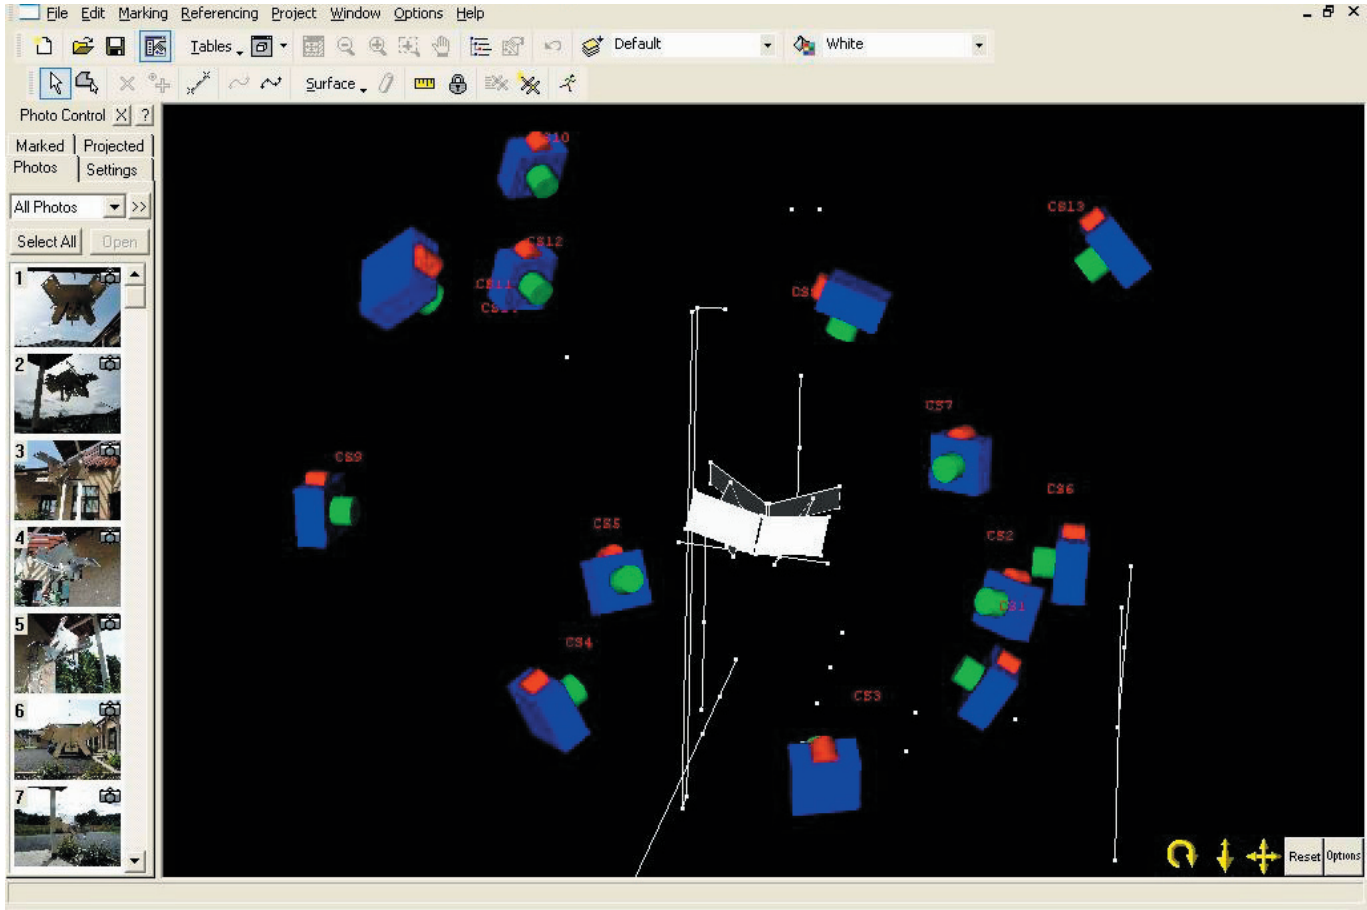 File Edit Marking Referencing Project Window Options Help
Tables Default White
Surface
Photo Control X ?
Marked Projected
Photos Settings
All Photos >>
Select All Open
1
2
3
4
5
6
7
CS10
CS13
CS12
CS11
CS7
CS9
CS6
CS5
CS2
CS1
CS4
CS3
Reset Options